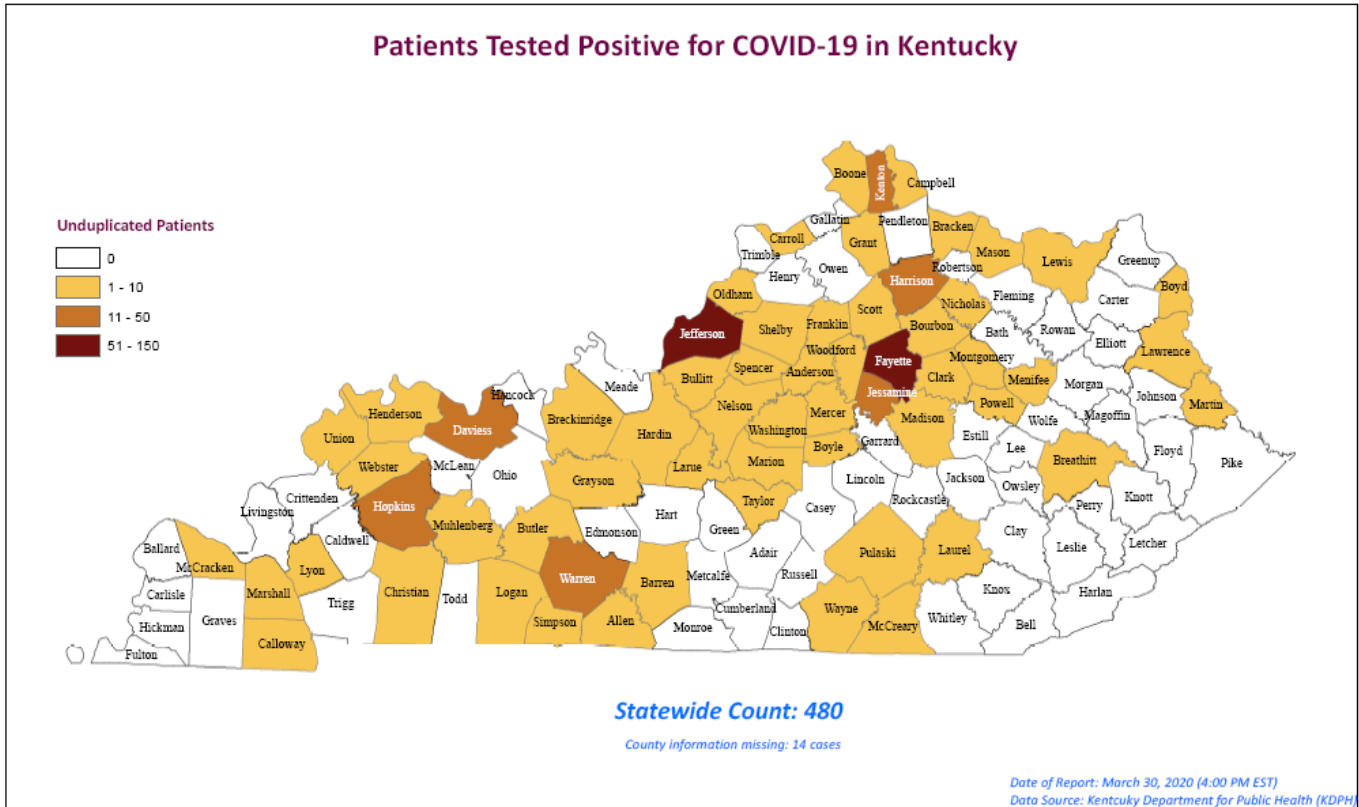 Patients Tested Positive for COVID-19 in Kentucky
Unduplicated Patients
0
1 - 10
11 - 50
51 - 150
Boone
Kenton
Campbell
Gallatin
Pendleton
Carroll
Grant
Bracken
Mason
Trimble
Owen
Robertson
Lewis
Greenup
Henry
Harrison
Oldham
Nicholas
Fleming
Carter
Boyd
Scott
Jefferson
Shelby
Franklin
Bourbon
Bath
Rowan
Elliott
Woodford
Fayette
Montgomery
Lawrence
Spencer
Anderson
Bullitt
Clark
Menifee
Morgan
Meade
Hancock
Jessamine
Powell
Johnson
Martin
Nelson
Mercer
Madison
Wolfe
Magoffin
Henderson
Breckinridge
Daviess
Hardin
Washington
Garrard
Estill
Lee
Floyd
Union
Boyle
Webster
McLean
Ohio
Larue
Marion
Breathitt
Pike
Grayson
Lincoln
Jackson
Owsley
Knott
Crittenden
Livingston
Hopkins
Taylor
Casey
Rockcastle
Perry
Muhlenberg
Butler
Hart
Green
Clay
Edmonson
Caldwell
Ballard
McCracken
Lyon
Adair
Pulaski
Laurel
Leslie
Letcher
Carlisle
Marshall
Christian
Warren
Barren
Metcalfe
Russell
Knox
Harlan
Trigg
Todd
Logan
Graves
Cumberland
Wayne
Hickman
Simpson
Allen
Monroe
Clinton
McCreary
Whitley
Bell
Calloway
Fulton
Statewide Count: 480
County information missing: 14 cases
Date of Report: March 30, 2020 (4:00 PM EST)
Data Source: Kentcuky Department for Public Health (KDPH)